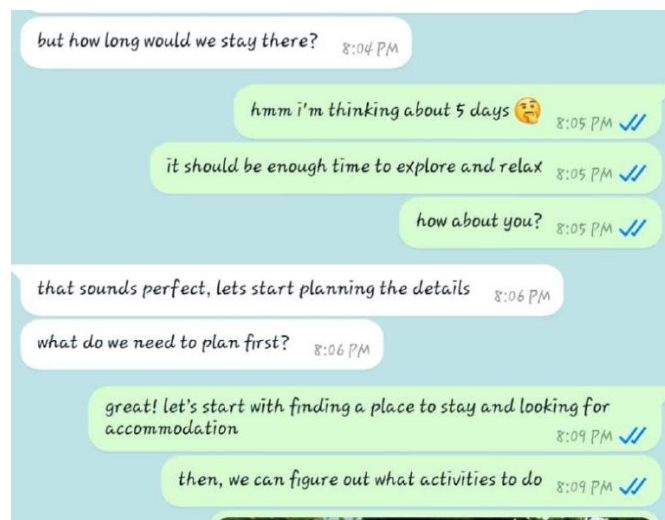 but how long would we stay there? 8:04 PM
hmm i'm thinking about 5 days 🤔 8:05 PM
it should be enough time to explore and relax 8:05 PM
how about you? 8:05 PM
that sounds perfect, lets start planning the details 8:06 PM
what do we need to plan first? 8:06 PM
great! let's start with finding a place to stay and looking for
accommodation 8:09 PM
then, we can figure out what activities to do 8:09 PM